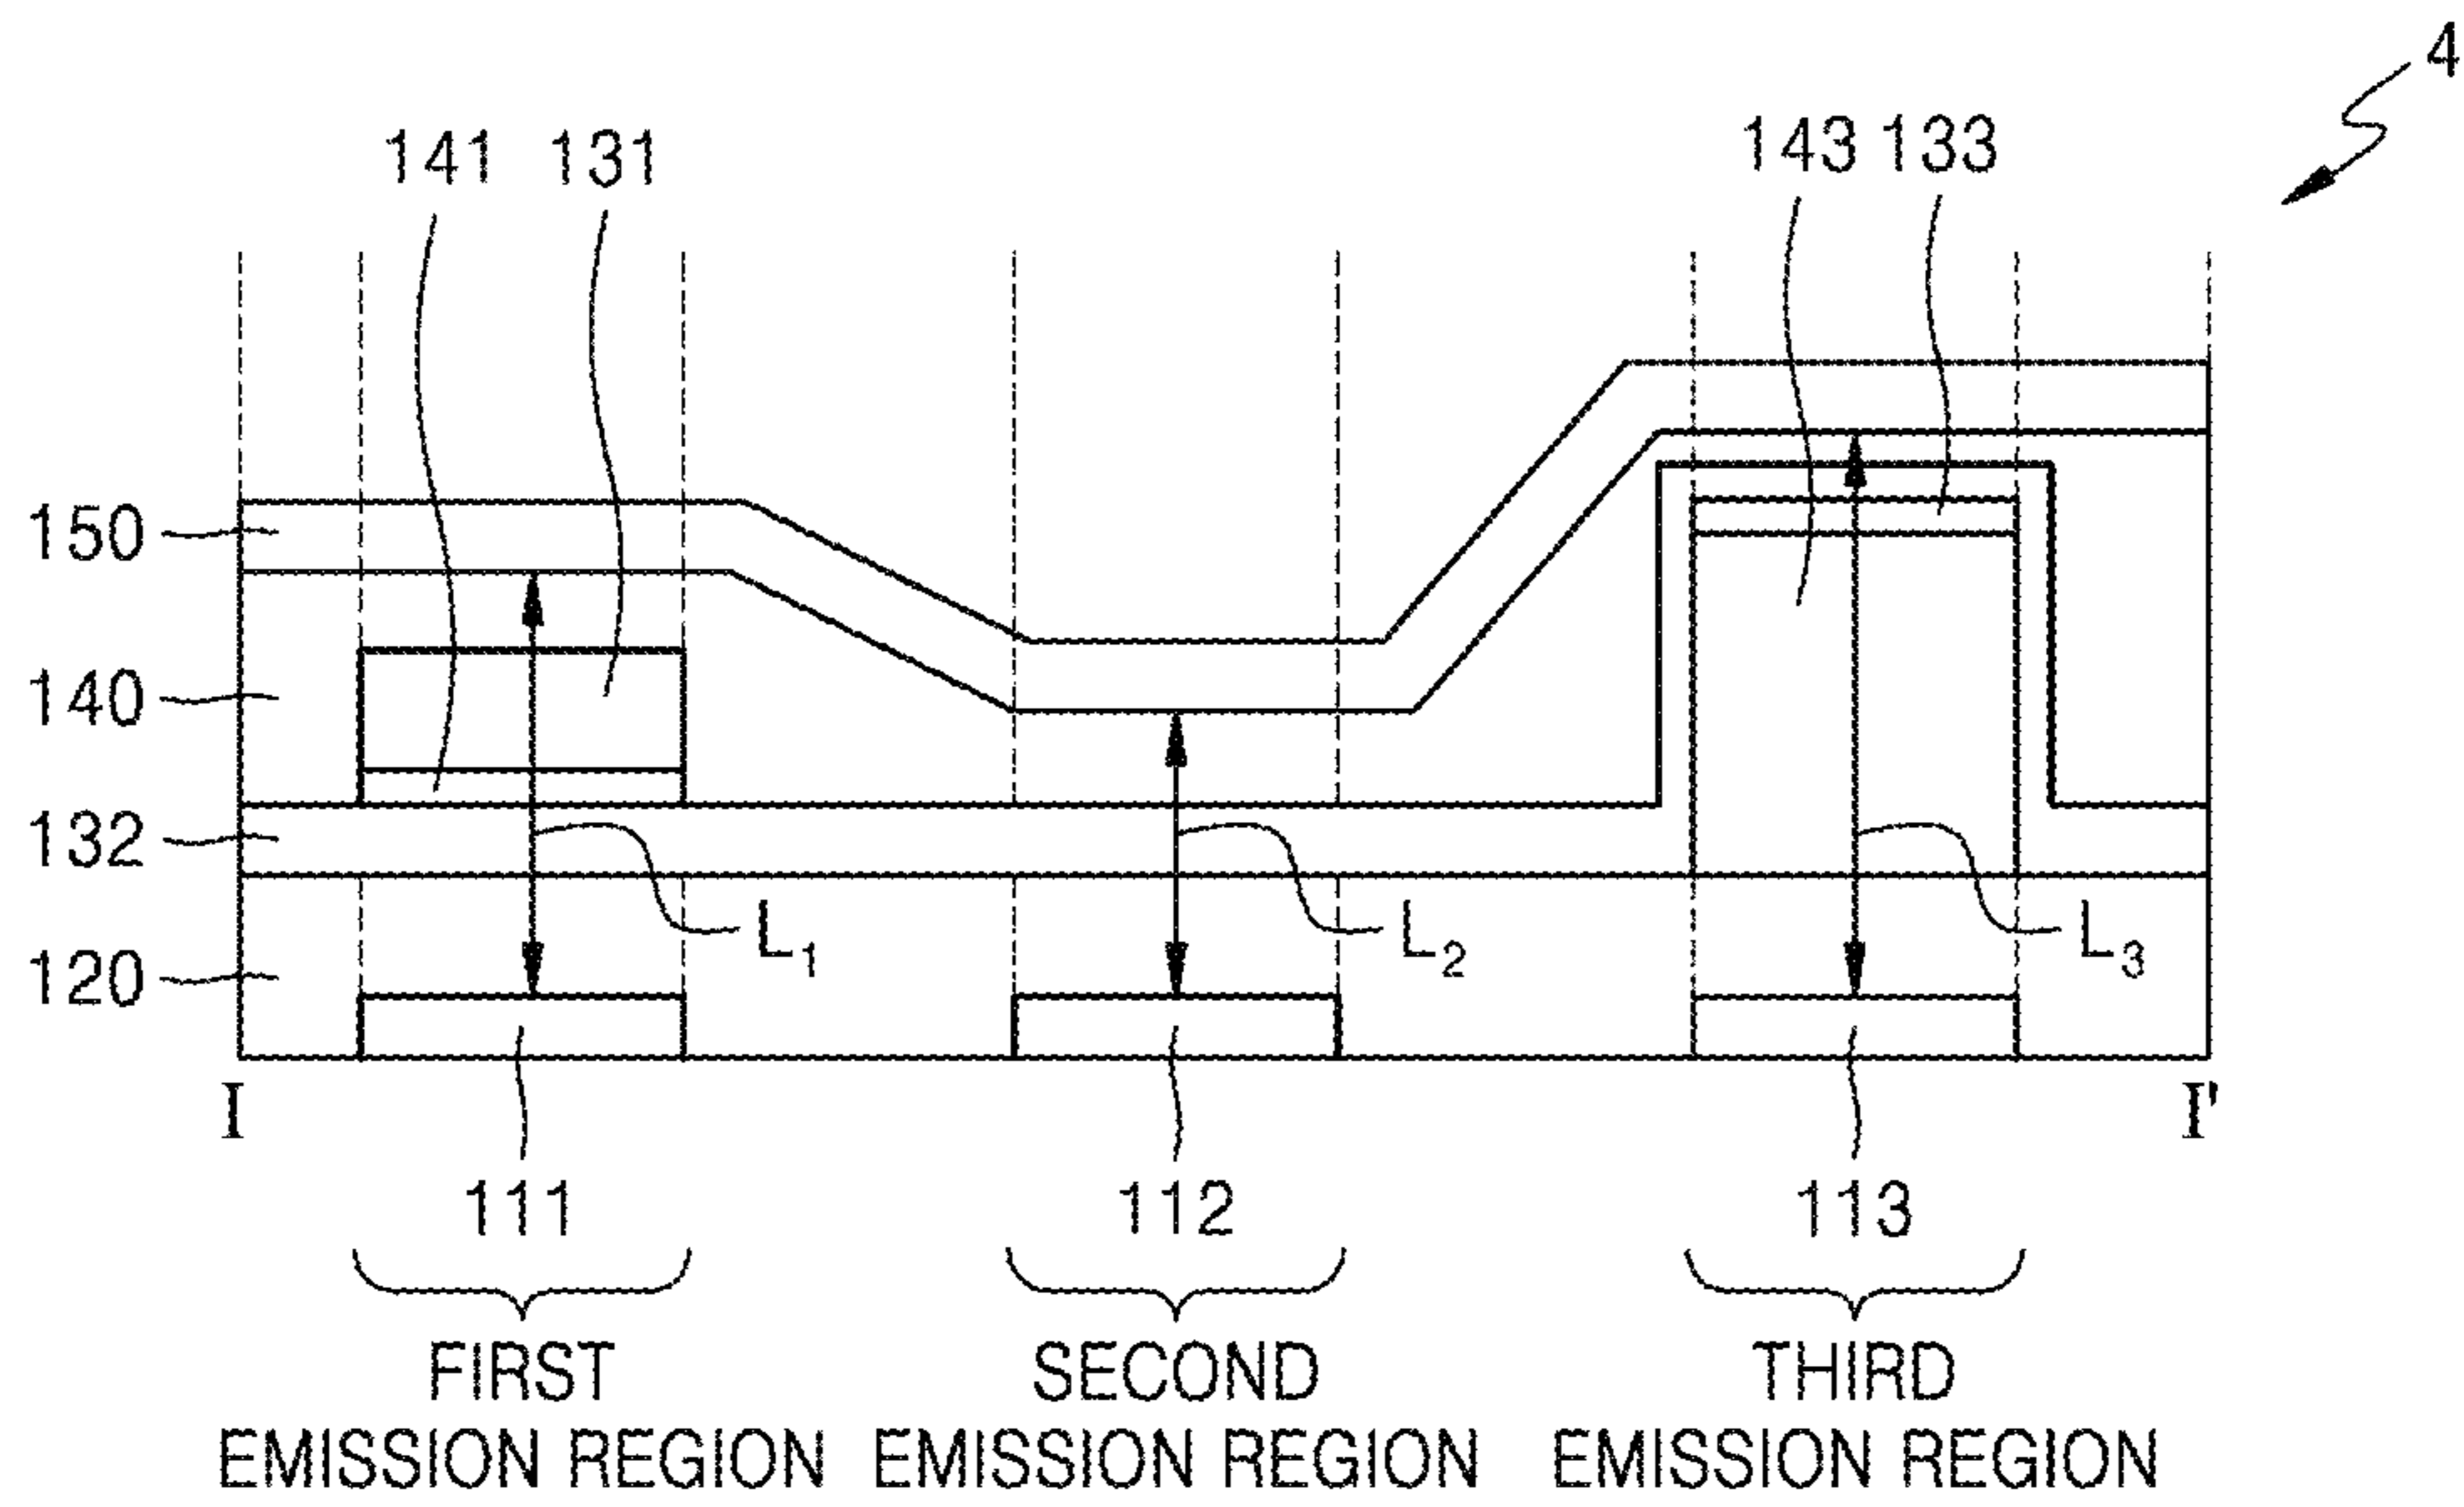 4
141 131
143 133
150
140
132
120
L1
L2
L3
I
I'
111
112
113
FIRST
EMISSION REGION
SECOND
EMISSION REGION
THIRD
EMISSION REGION